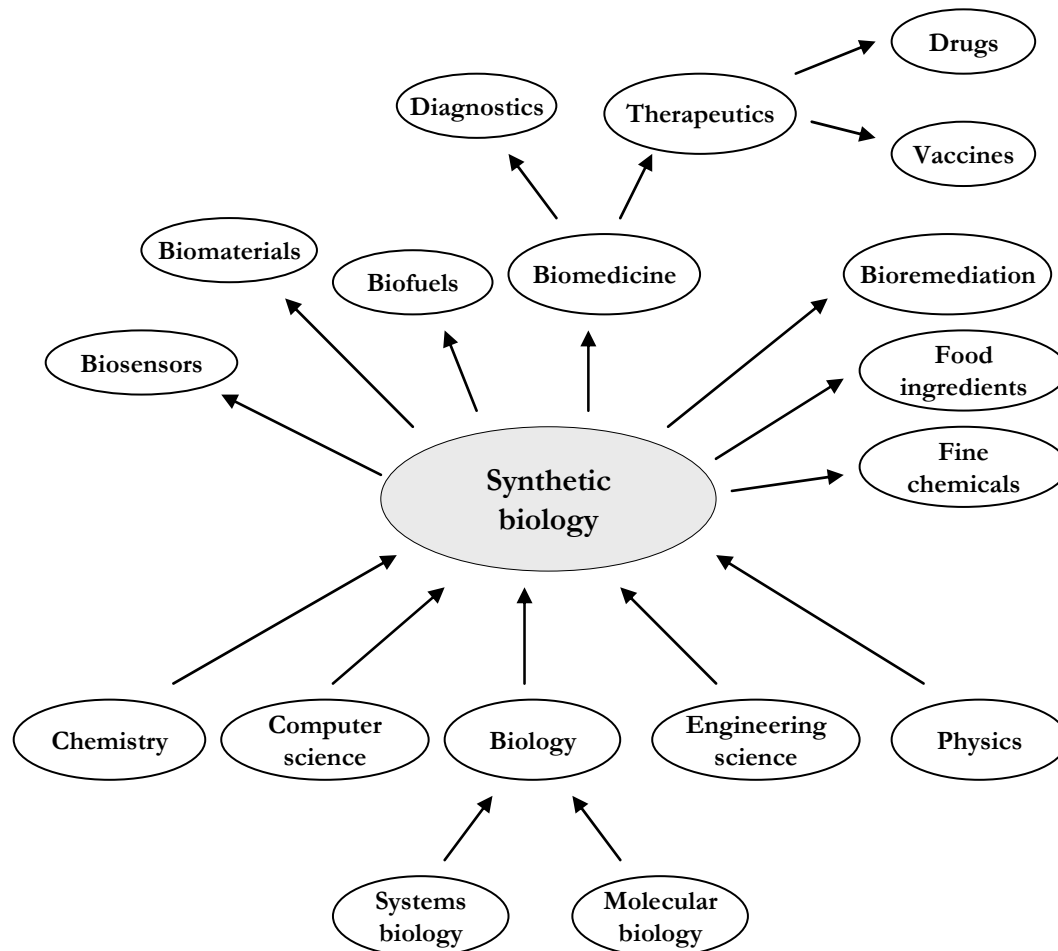 Drugs
Diagnostics
Therapeutics
Vaccines
Biomaterials
Biofuels
Biomedicine
Bioremediation
Biosensors
Food
ingredients
Fine
chemicals
Synthetic
biology
Chemistry
Computer
science
Biology
Engineering
science
Physics
Systems
biology
Molecular
biology